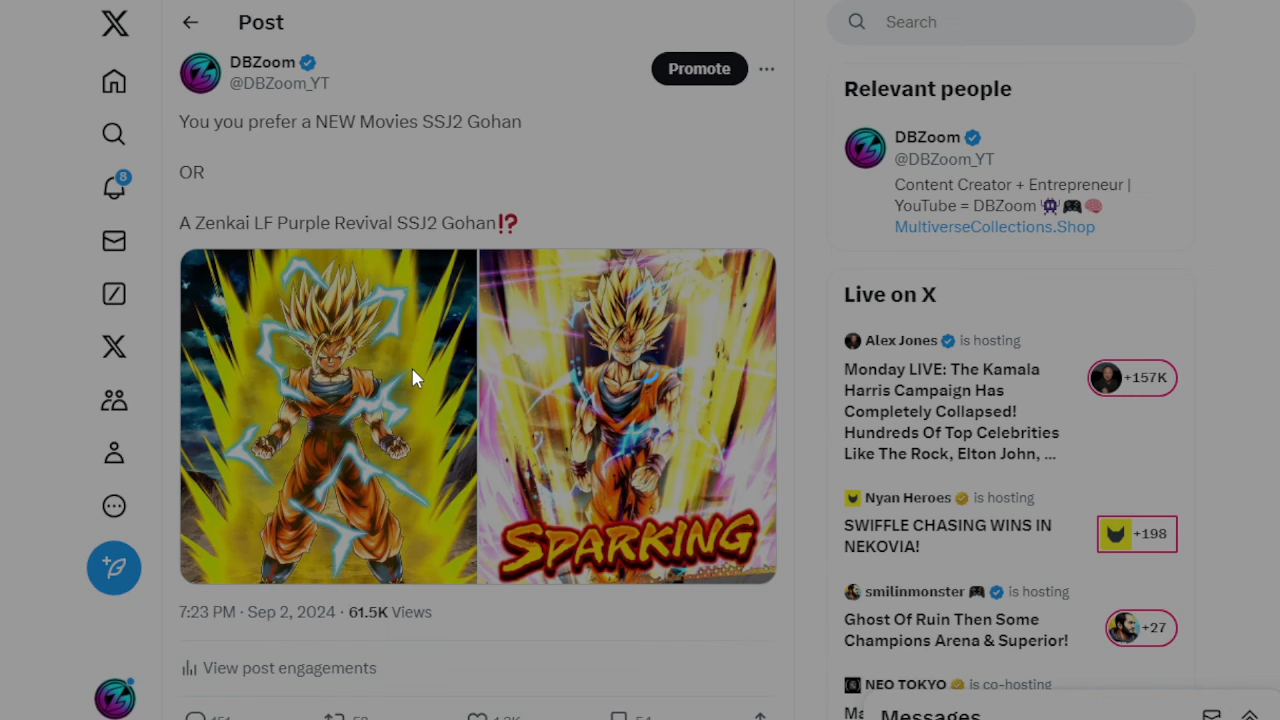 Post
Search
DBZoom
@DBZoom_YT
Promote
You you prefer a NEW Movies SSJ2 Gohan
OR
A Zenkai LF Purple Revival SSJ2 Gohan⁉
SPARKING
7:23 PM · Sep 2, 2024 · 61.5K Views
View post engagements
8
Relevant people
DBZoom
@DBZoom_YT
Content Creator + Entrepreneur |
YouTube = DBZoom
MultiverseCollections.Shop
Live on X
Alex Jones is hosting
Monday LIVE: The Kamala
Harris Campaign Has
Completely Collapsed!
Hundreds Of Top Celebrities
Like The Rock, Elton John, ...
+157K
Nyan Heroes is hosting
SWIFFLE CHASING WINS IN
NEKOVIA!
+198
smilinmonster is hosting
Ghost Of Ruin Then Some
Champions Arena & Superior!
+27
NEO TOKYO is co-hosting
Messages